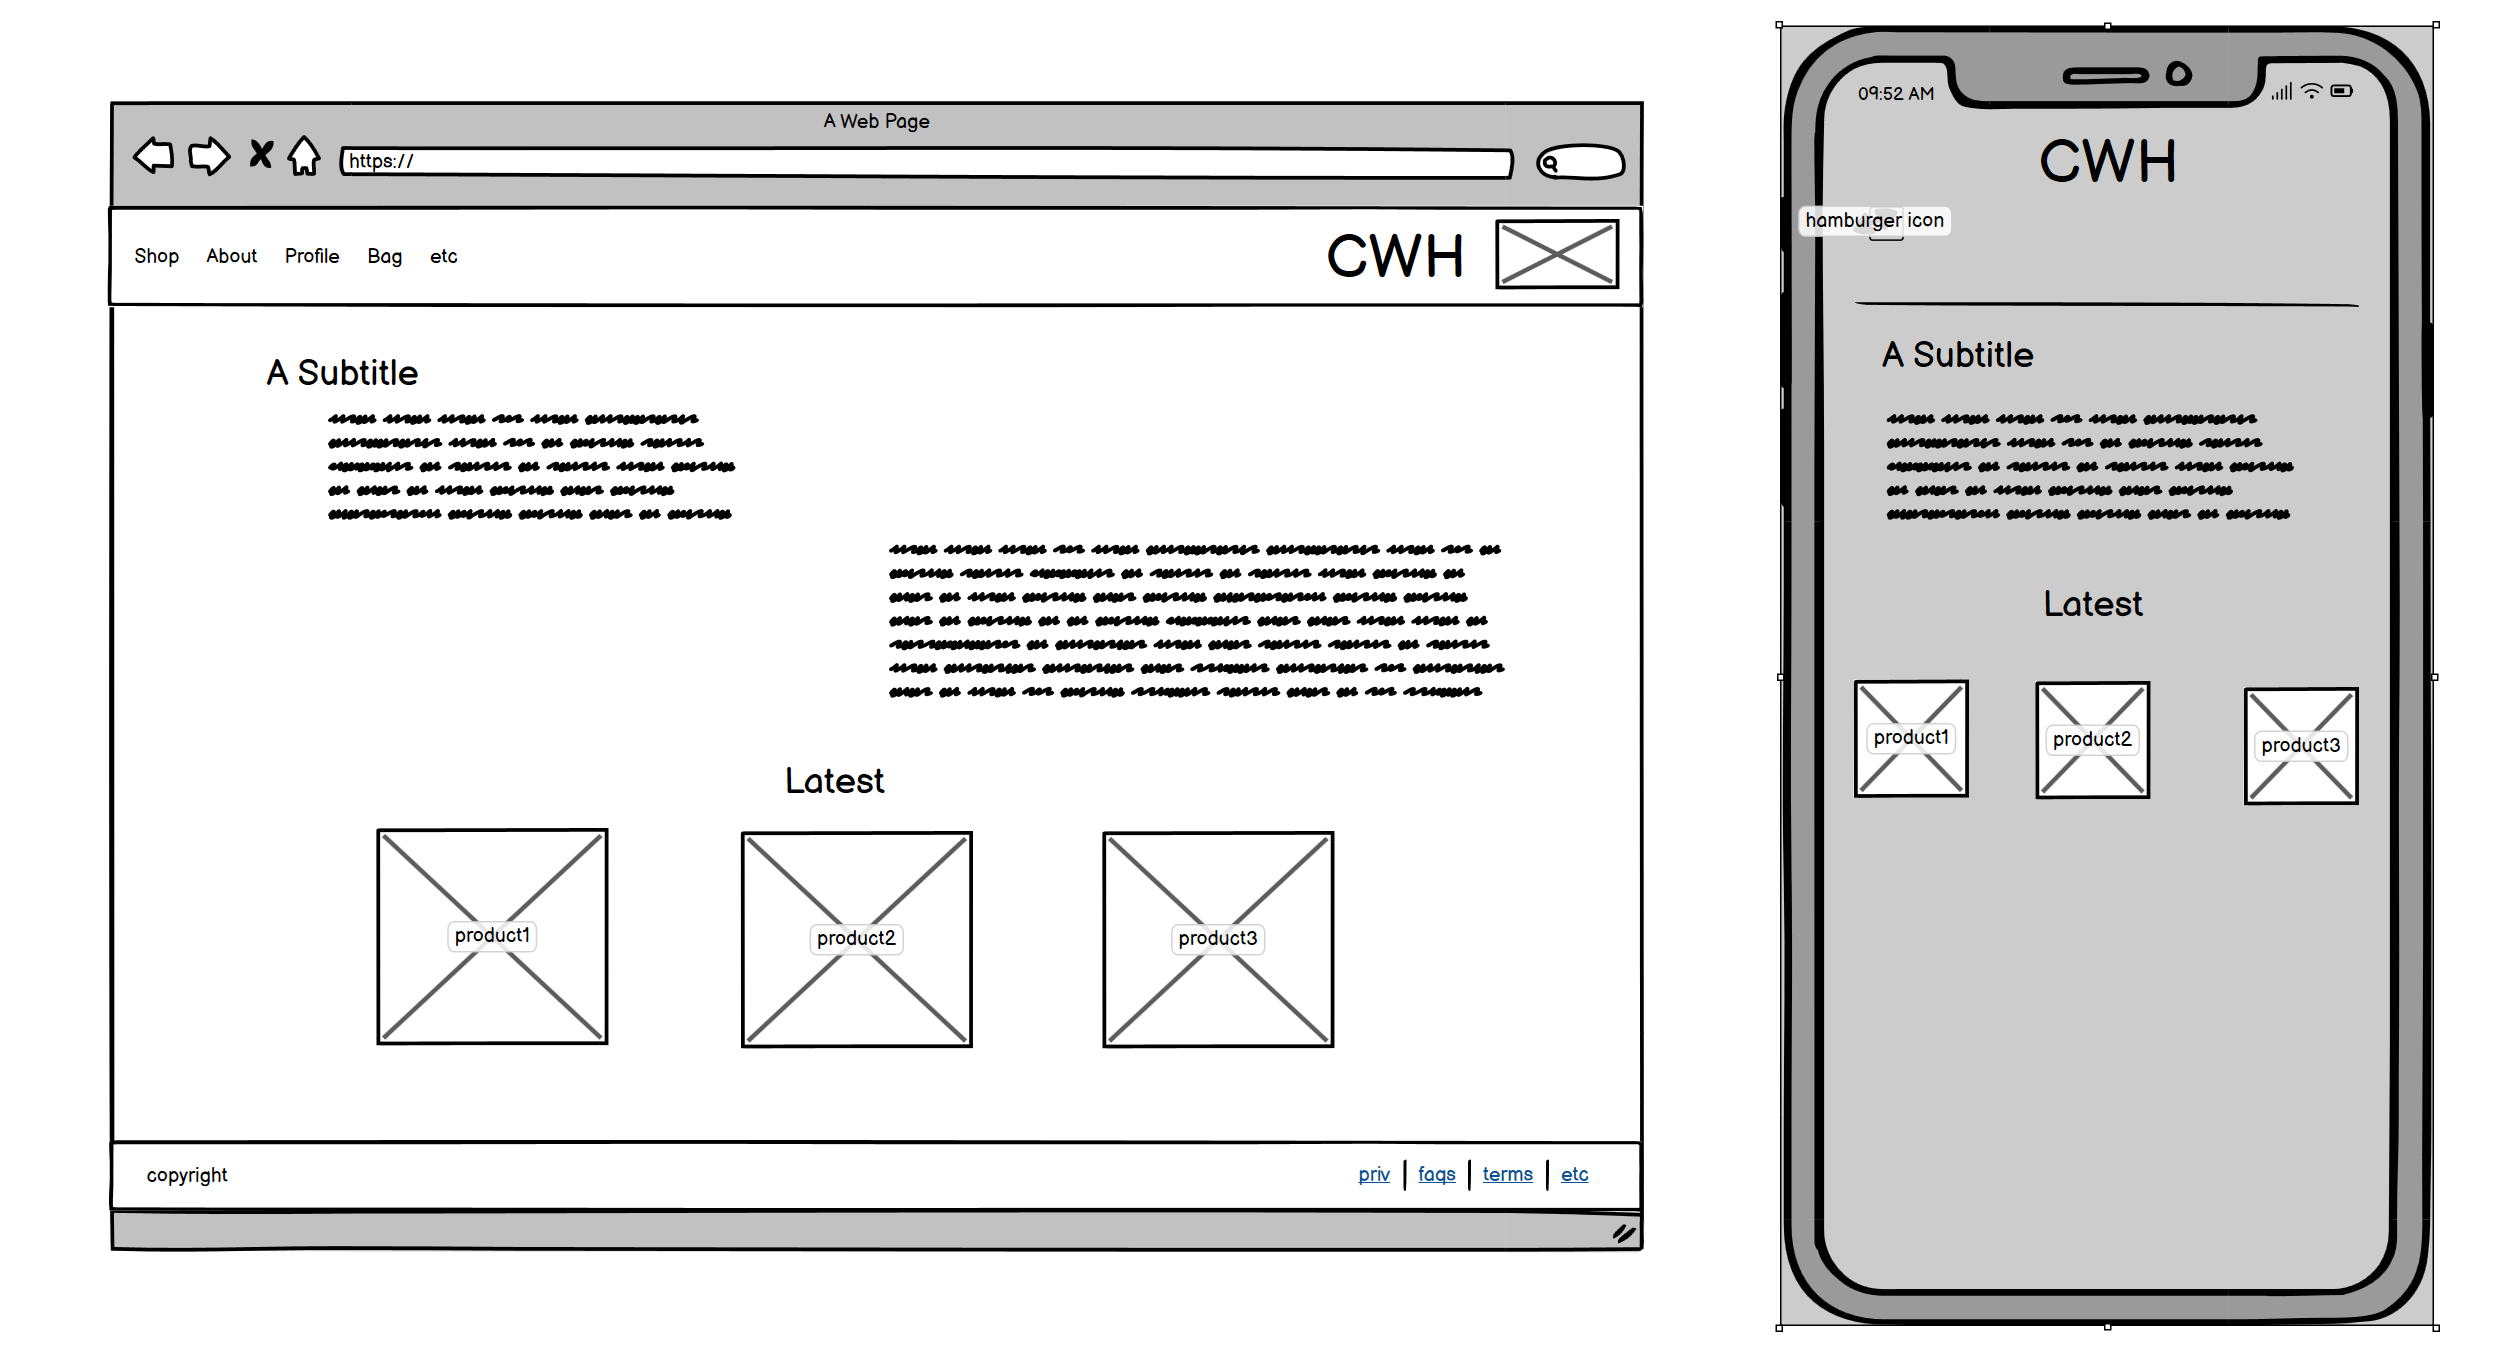 A Web Page
https://
Shop About Profile Bag etc
CWH
A Subtitle
Latest
product1 product2 product3
copyright
priv faqs terms etc
09:52 AM
CWH
hamburger icon
A Subtitle
Latest
product1 product2 product3